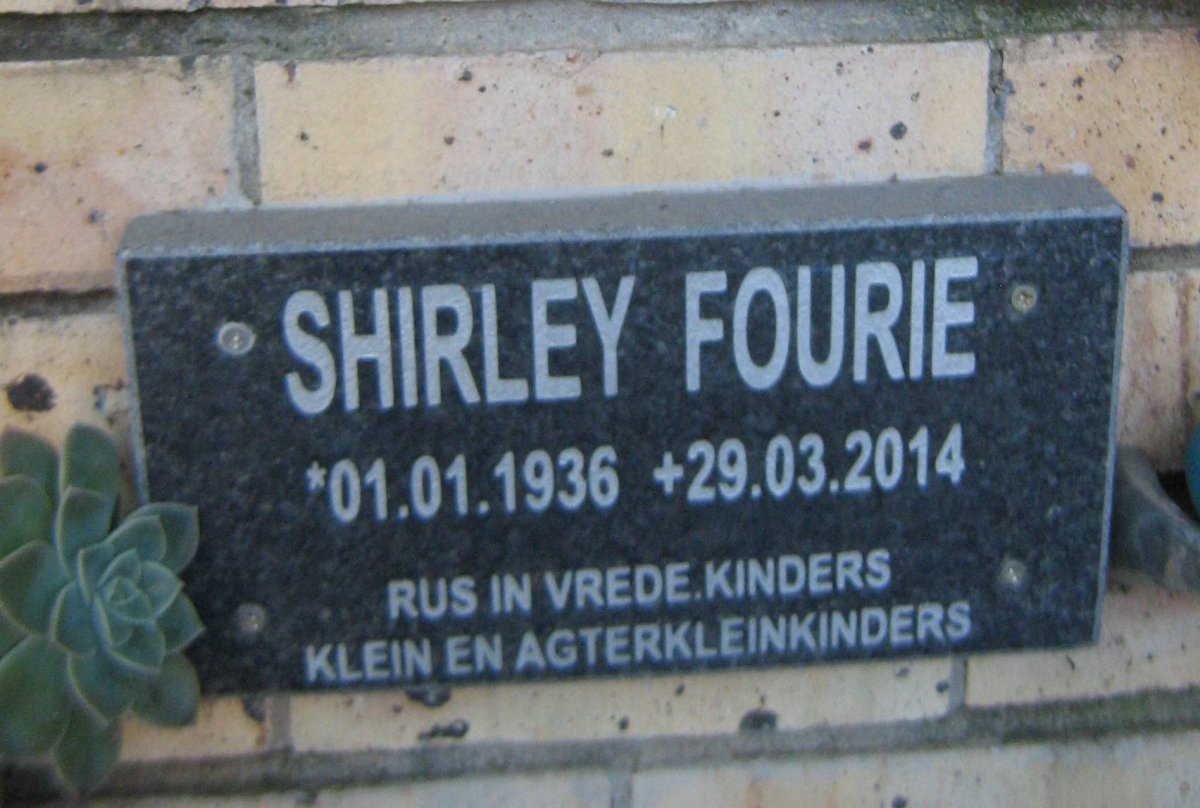 SHIRLEY FOURIE
*01.01.1936 +29.03.2014
RUS IN VREDE.KINDERS
KLEIN EN AGTERKLEINKINDERS